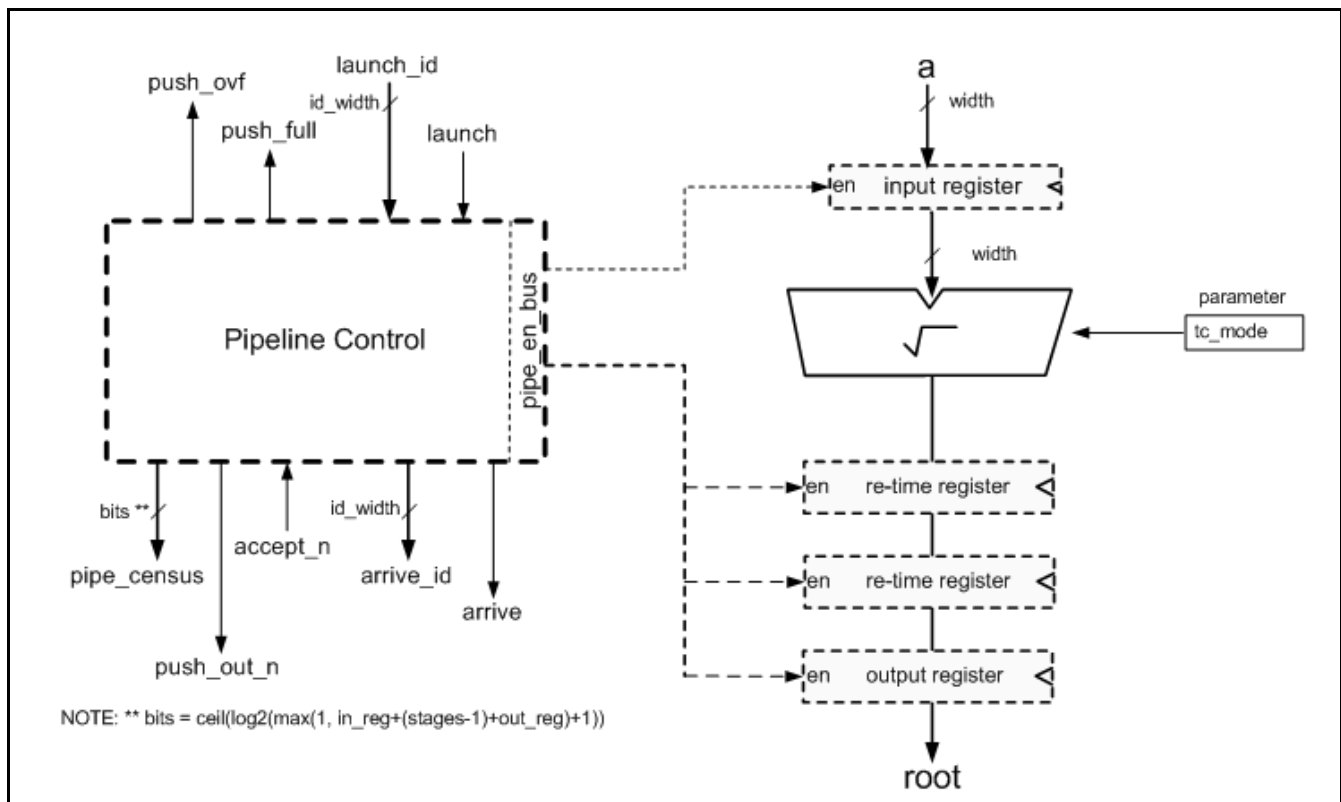 launch_id
push_ovf
id_width
push_full
launch
Pipeline Control
pipe_en_bus
bits **
id_width
accept_n
pipe_census
arrive_id
arrive
push_out_n
NOTE: ** bits = ceil(log2(max(1, in_reg+(stages-1)+out_reg)+1))
a
width
en input register
width
√
parameter
tc_mode
en re-time register
en re-time register
en output register
root